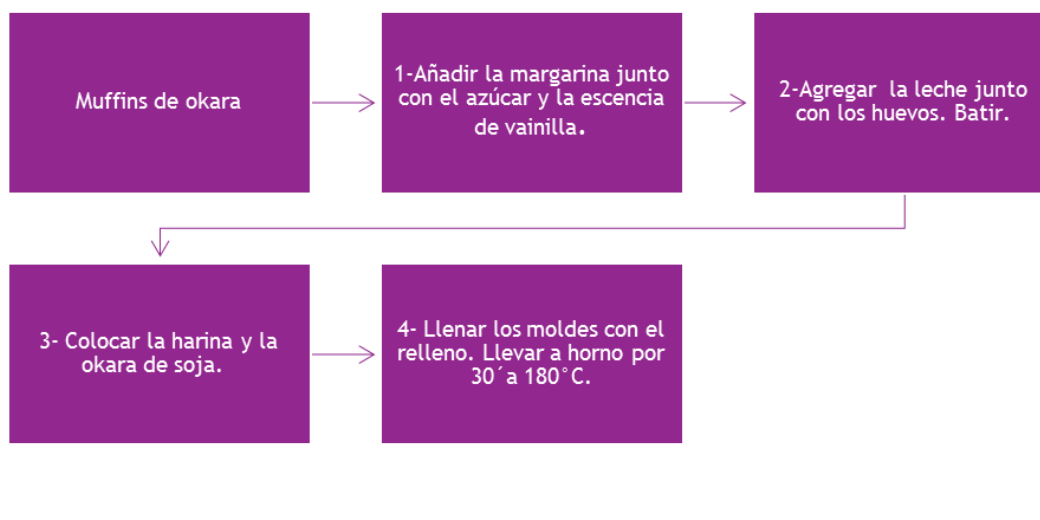 Muffins de okara
1-Añadir la margarina junto
con el azúcar y la escencia
de vainilla.
2-Agregar  la leche junto
con los huevos. Batir.
3- Colocar la harina y la
okara de soja.
4- Llenar los moldes con el
relleno. Llevar a horno por
30´a 180°C.